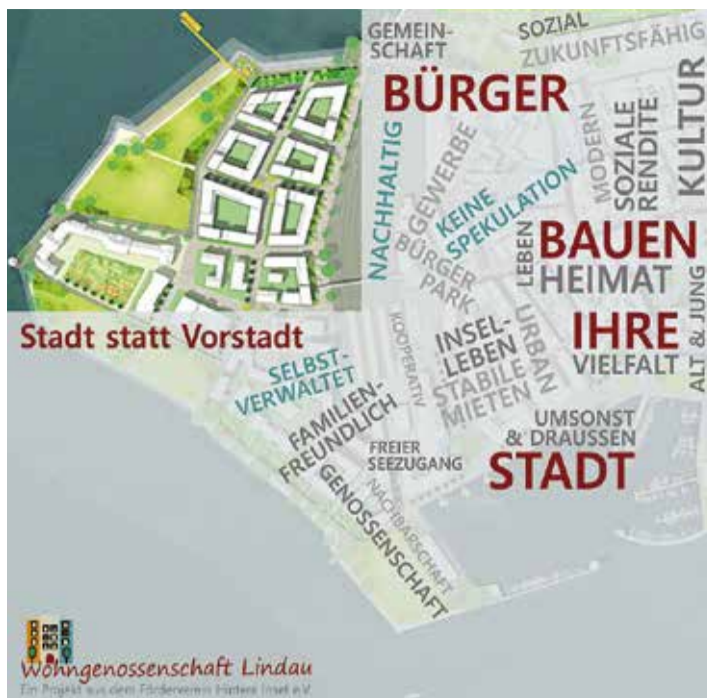 GEMEIN-
SCHAFT
SOZIAL
ZUKUNFTSFÄHIG
BÜRGER
NACHHALTIG
GEWERBE
BÜRGER
PARK
KEINE
SPEKULATION
MODERN
SOZIALE
RENDITE
KULTUR
LEBEN
BAUEN
HEIMAT
Stadt statt Vorstadt
IHRE
VIELFALT
ALT & JUNG
SELBST-
VERWALTET
KOOPERATIV
INSEL-
LEBEN
STABILE
MIETEN
URBAN
FAMILIEN-
FREUNDLICH
FREIER
SEEZUGANG
UMSONST
& DRAUSSEN
STADT
GENOSSENSCHAFT
NACHBARSCHAFT
Wohngenossenschaft Lindau
Ein Projekt aus dem Förderverein Hintere Insel e.V.